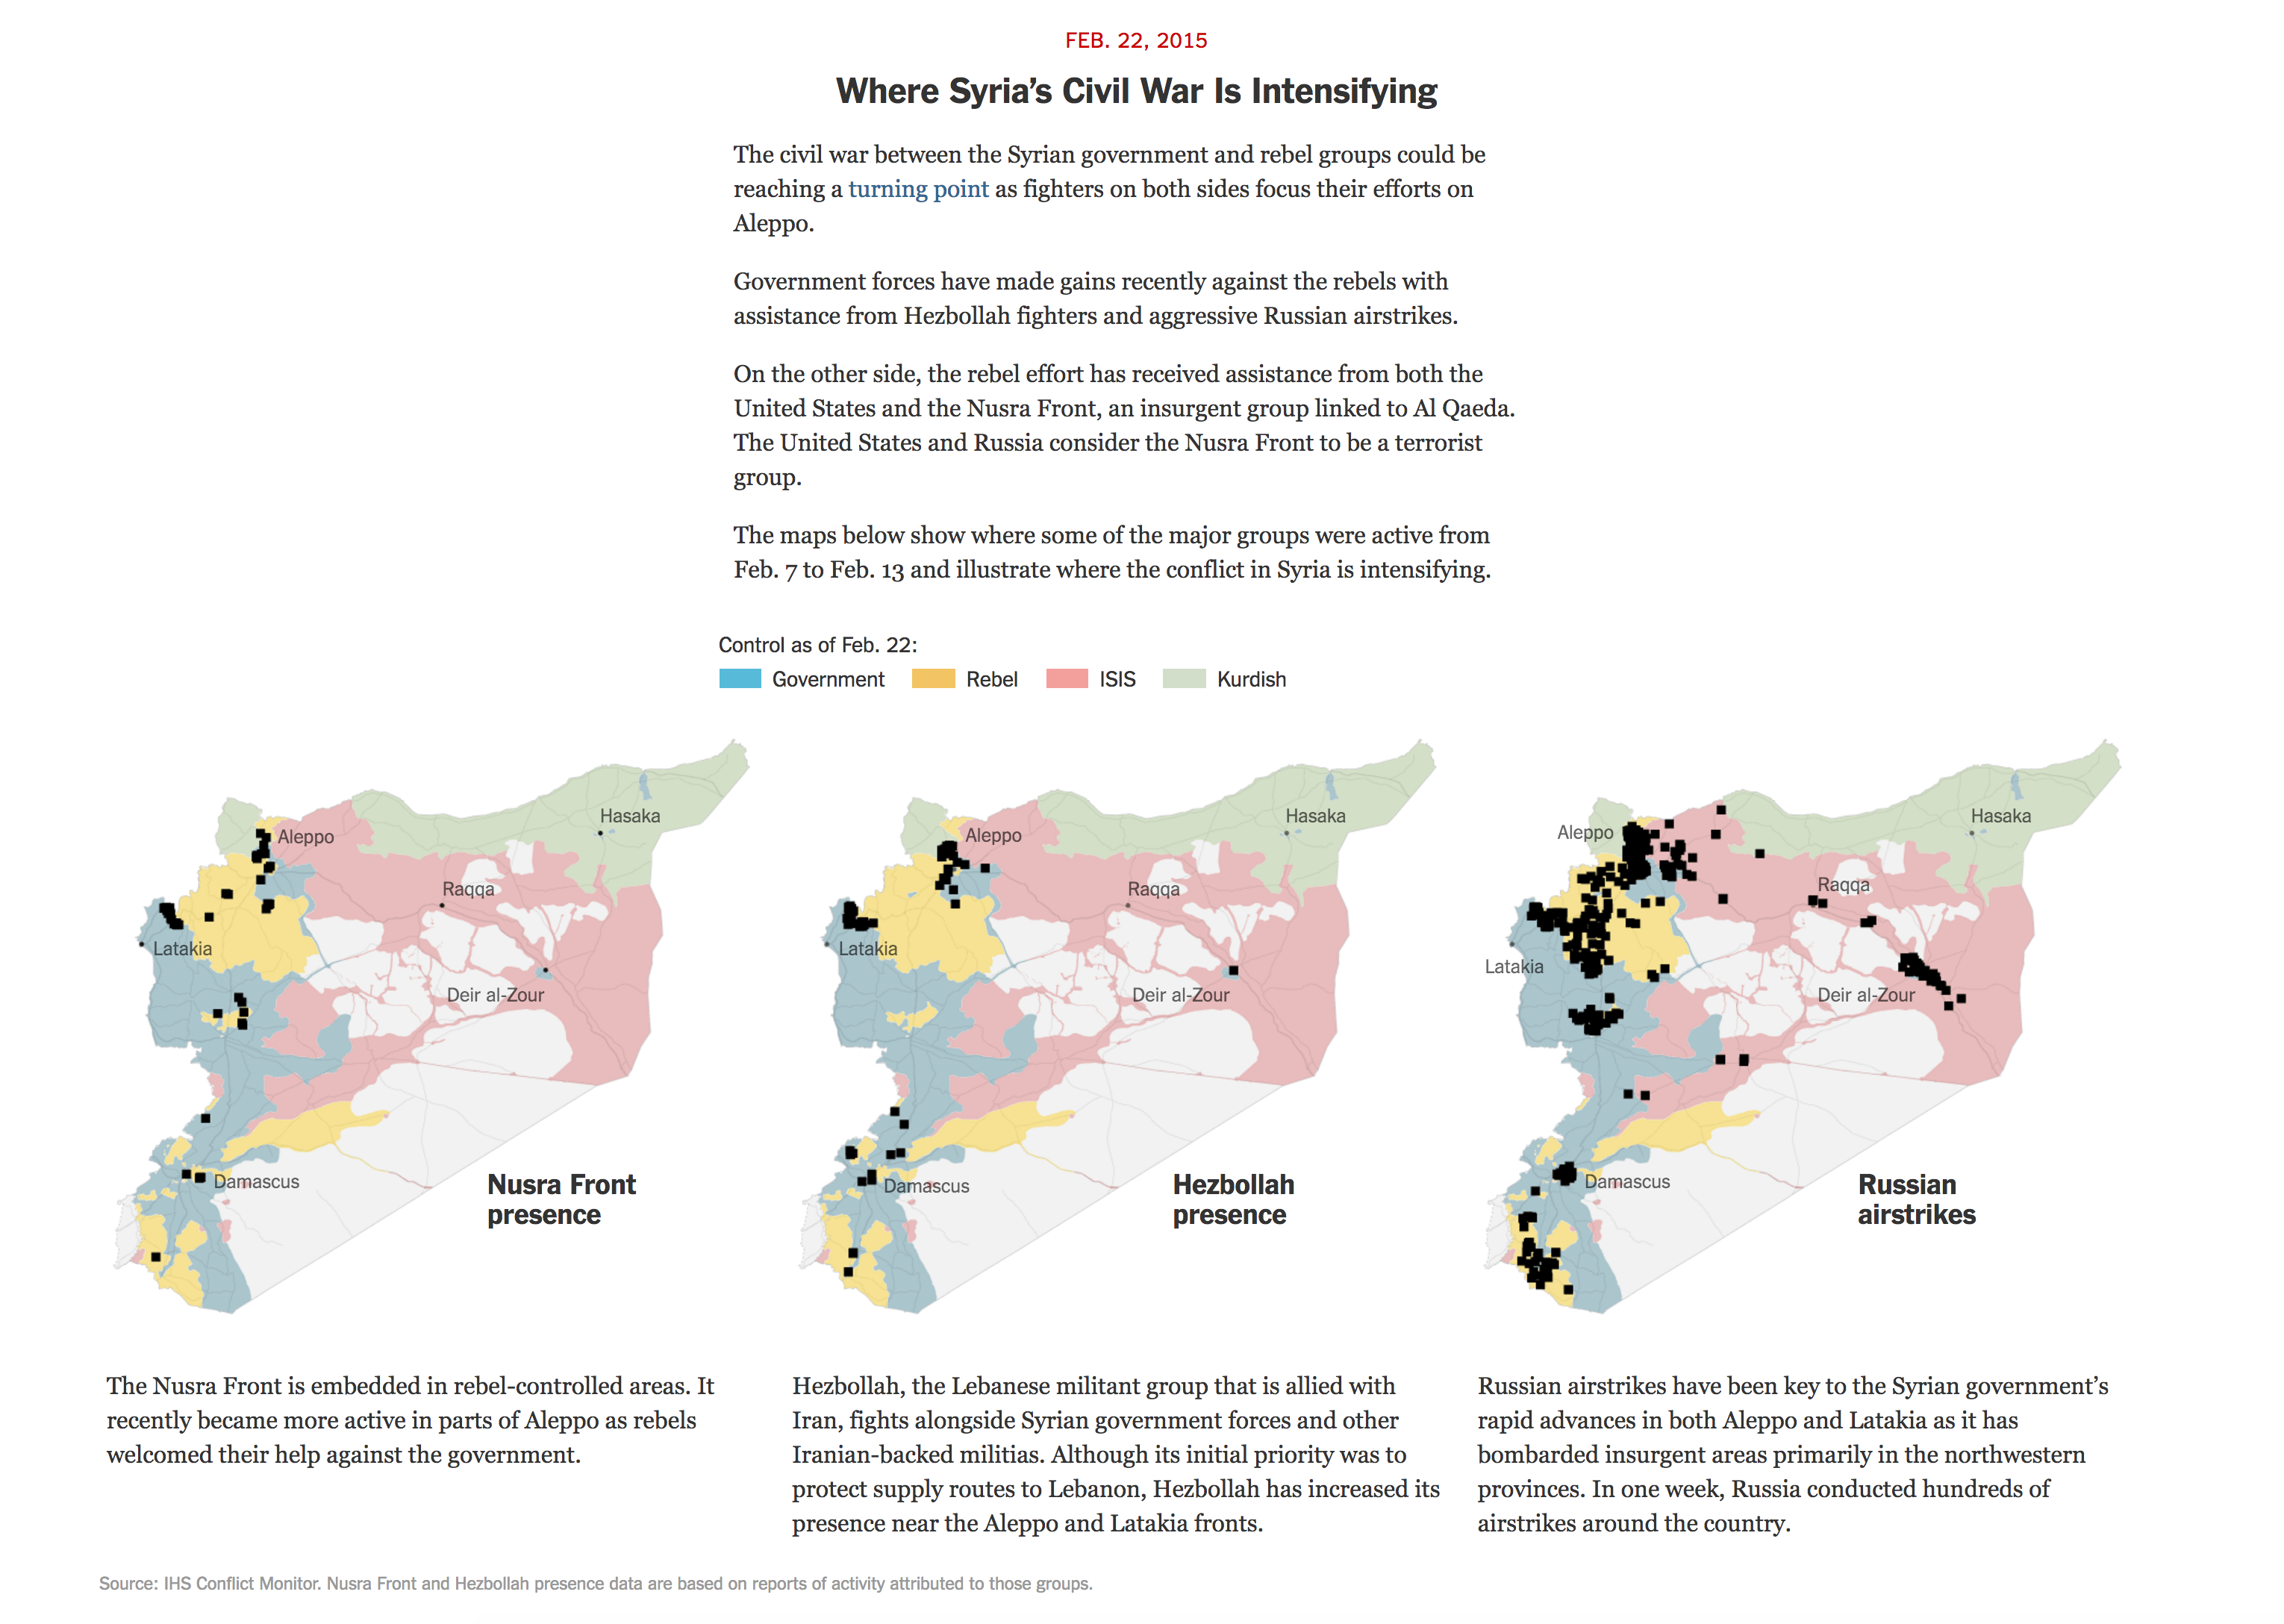 FEB. 22, 2015
Where Syria’s Civil War Is Intensifying
The civil war between the Syrian government and rebel groups could be
reaching a turning point as fighters on both sides focus their efforts on
Aleppo.
Government forces have made gains recently against the rebels with
assistance from Hezbollah fighters and aggressive Russian airstrikes.
On the other side, the rebel effort has received assistance from both the
United States and the Nusra Front, an insurgent group linked to Al Qaeda.
The United States and Russia consider the Nusra Front to be a terrorist
group.
The maps below show where some of the major groups were active from
Feb. 7 to Feb. 13 and illustrate where the conflict in Syria is intensifying.
Control as of Feb. 22:
Government Rebel ISIS Kurdish
Hasaka
Aleppo
Raqqa
Latakia
Deir al-Zour
Damascus
Nusra Front
presence
Hasaka
Aleppo
Raqqa
Latakia
Deir al-Zour
Damascus
Hezbollah
presence
Hasaka
Aleppo
Raqqa
Latakia
Deir al-Zour
Damascus
Russian
airstrikes
The Nusra Front is embedded in rebel-controlled areas. It
recently became more active in parts of Aleppo as rebels
welcomed their help against the government.
Hezbollah, the Lebanese militant group that is allied with
Iran, fights alongside Syrian government forces and other
Iranian-backed militias. Although its initial priority was to
protect supply routes to Lebanon, Hezbollah has increased its
presence near the Aleppo and Latakia fronts.
Russian airstrikes have been key to the Syrian government’s
rapid advances in both Aleppo and Latakia as it has
bombarded insurgent areas primarily in the northwestern
provinces. In one week, Russia conducted hundreds of
airstrikes around the country.
Source: IHS Conflict Monitor. Nusra Front and Hezbollah presence data are based on reports of activity attributed to those groups.